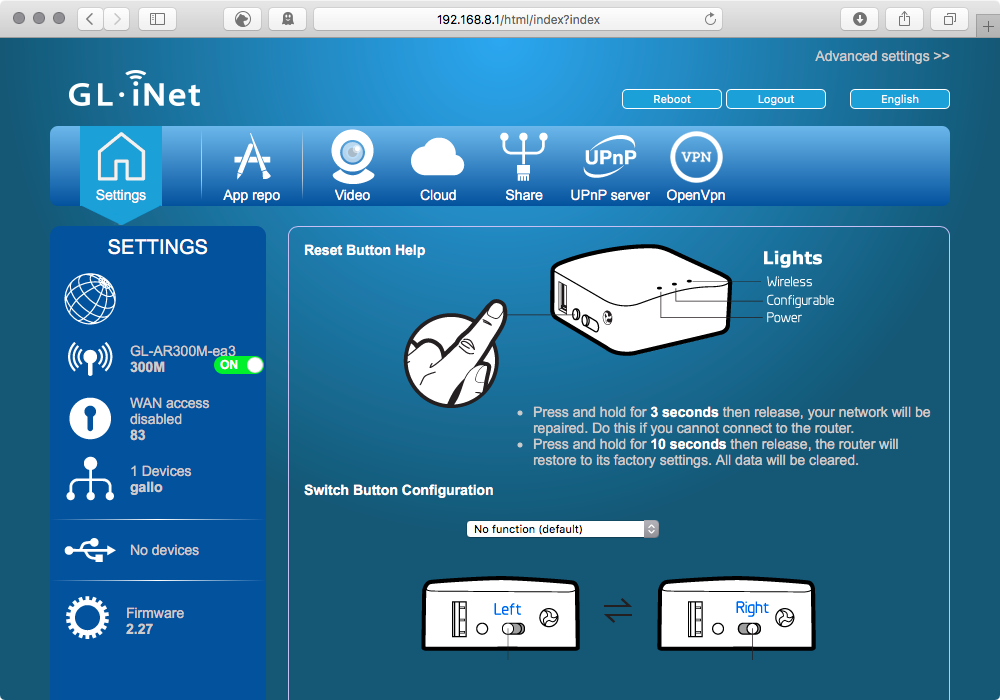 192.168.8.1/html/index?index
Advanced settings >>
GL·iNet
Reboot
Logout
English
Settings
App repo
Video
Cloud
Share
UPnP
UPnP server
VPN
OpenVpn
SETTINGS
GL-AR300M-ea3
300M
ON
WAN access
disabled
83
1 Devices
gallo
No devices
Firmware
2.27
Reset Button Help
Lights
Wireless
Configurable
Power
• Press and hold for 3 seconds then release, your network will be
repaired. Do this if you cannot connect to the router.
• Press and hold for 10 seconds then release, the router will
restore to its factory settings. All data will be cleared.
Switch Button Configuration
No function (default)
Left
Right